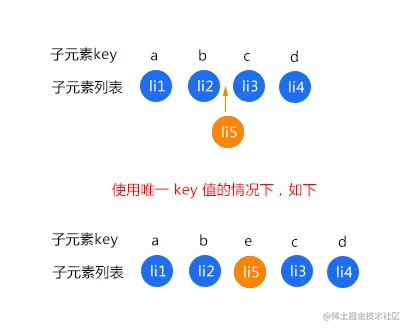 子元素key a b c d
子元素列表 li1 li2 li3 li4
li5
使用唯一 key 值的情况下，如下
子元素key a b e c d
子元素列表 li1 li2 li5 li3 li4
@稀土掘金技术社区